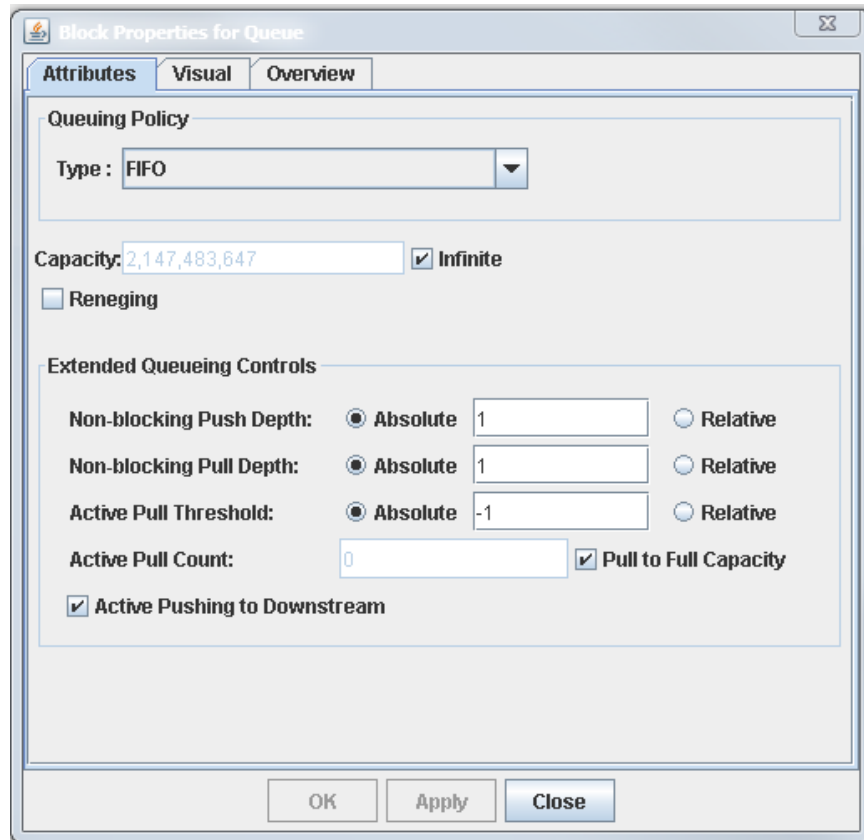 Block Properties for Queue
Attributes Visual Overview
Queuing Policy
Type : FIFO
Capacity: 2,147,483,647 Infinite
Reneging
Extended Queueing Controls
Non-blocking Push Depth: Absolute 1 Relative
Non-blocking Pull Depth: Absolute 1 Relative
Active Pull Threshold: Absolute -1 Relative
Active Pull Count: 0 Pull to Full Capacity
Active Pushing to Downstream
OK Apply Close